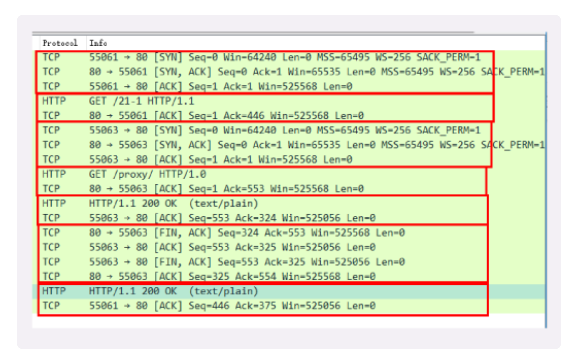 Protocol Info
TCP 55061 → 80 [SYN] Seq=0 Win=64240 Len=0 MSS=65495 WS=256 SACK_PERM=1
TCP 80 → 55061 [SYN, ACK] Seq=0 Ack=1 Win=65535 Len=0 MSS=65495 WS=256 SACK_PERM=1
TCP 55061 → 80 [ACK] Seq=1 Ack=1 Win=525568 Len=0
HTTP GET /21-1 HTTP/1.1
TCP 80 → 55061 [ACK] Seq=1 Ack=446 Win=525568 Len=0
TCP 55063 → 80 [SYN] Seq=0 Win=64240 Len=0 MSS=65495 WS=256 SACK_PERM=1
TCP 80 → 55063 [SYN, ACK] Seq=0 Ack=1 Win=65535 Len=0 MSS=65495 WS=256 SACK_PERM=1
TCP 55063 → 80 [ACK] Seq=1 Ack=1 Win=525568 Len=0
HTTP GET /proxy/ HTTP/1.0
TCP 80 → 55063 [ACK] Seq=1 Ack=553 Win=525568 Len=0
HTTP HTTP/1.1 200 OK (text/plain)
TCP 55063 → 80 [ACK] Seq=553 Ack=324 Win=525056 Len=0
TCP 80 → 55063 [FIN, ACK] Seq=324 Ack=553 Win=525568 Len=0
TCP 55063 → 80 [ACK] Seq=553 Ack=325 Win=525056 Len=0
TCP 55063 → 80 [FIN, ACK] Seq=553 Ack=325 Win=525056 Len=0
TCP 80 → 55063 [ACK] Seq=325 Ack=554 Win=525568 Len=0
HTTP HTTP/1.1 200 OK (text/plain)
TCP 55061 → 80 [ACK] Seq=446 Ack=375 Win=525056 Len=0